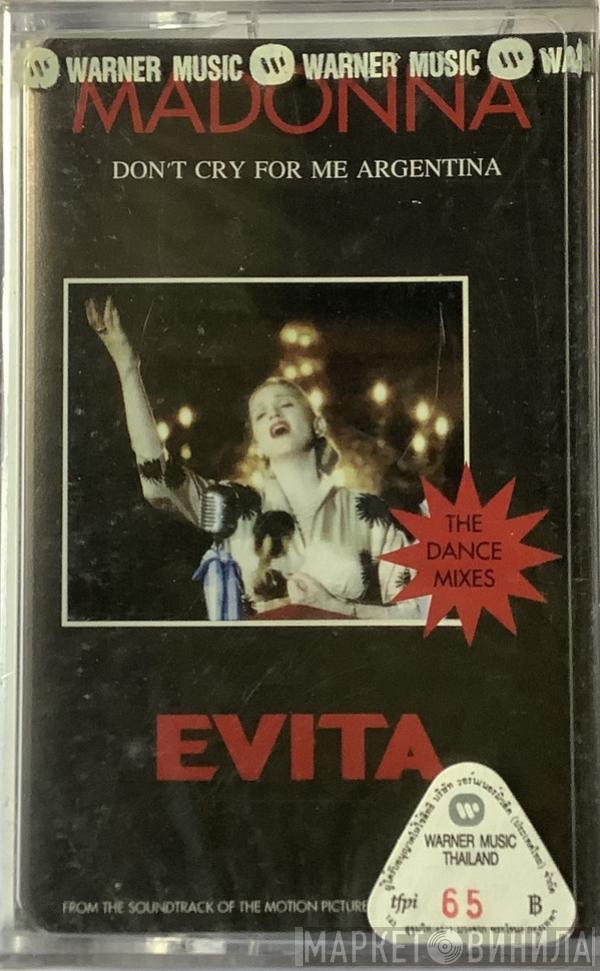 WARNER MUSIC WARNER MUSIC WA
MADONNA
DON'T CRY FOR ME ARGENTINA
THE
DANCE
MIXES
EVITA
WARNER MUSIC
THAILAND
tfpi 65 ฿
FROM THE SOUNDTRACK OF THE MOTION PICTURE
МАРКЕТ ВИНИЛА